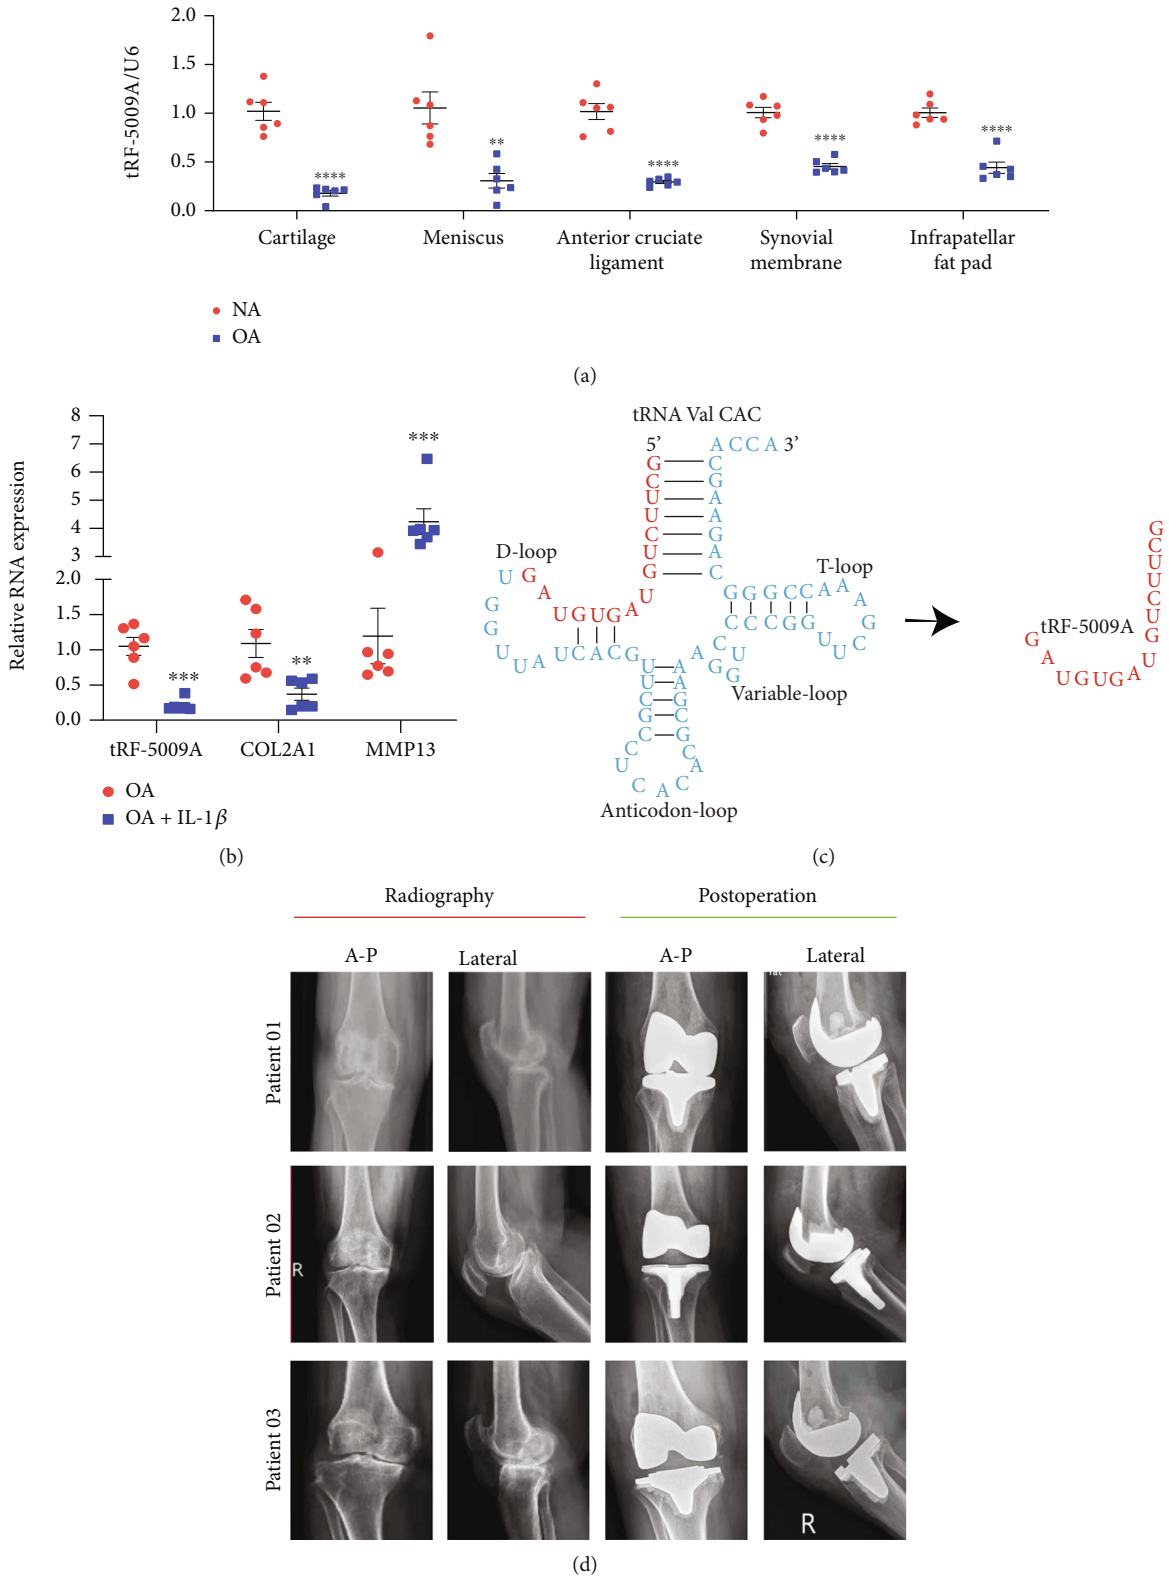 2.0
1.5
1.0
0.5
0.0
tRF-5009A/U6
****
**
****
****
****
Cartilage
Meniscus
Anterior cruciate
ligament
Synovial
membrane
Infrapatellar
fat pad
NA
OA
(a)
8
7
6
5
4
3
2.0
1.5
1.0
0.5
0.0
Relative RNA expression
***
**
***
tRF-5009A
COL2A1
MMP13
OA
OA + IL-1β
(b)
tRNA Val CAC
5’
A C C A 3’
G C U U C U G
C G A A G A C
U
D-loop
A G U G U A G
U G G U U A U C A C G
T-loop
G G G C C A A A G C U U G G C C C
Variable-loop
A G G U C
U U C G C C U C A C A C G C G A A
Anticodon-loop
tRF-5009A
G C U U C U G U A G U G U A G
(c)
Radiography
Postoperation
A-P
Lateral
A-P
Lateral
Patient 01
Patient 02
R
Patient 03
R
(d)